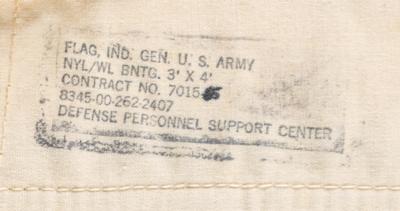 FLAG, IND. GEN. U. S. ARMY
NYL/WL BNTG. 3' X 4'
CONTRACT NO. 7015
8345-00-262-2407
DEFENSE PERSONNEL SUPPORT CENTER